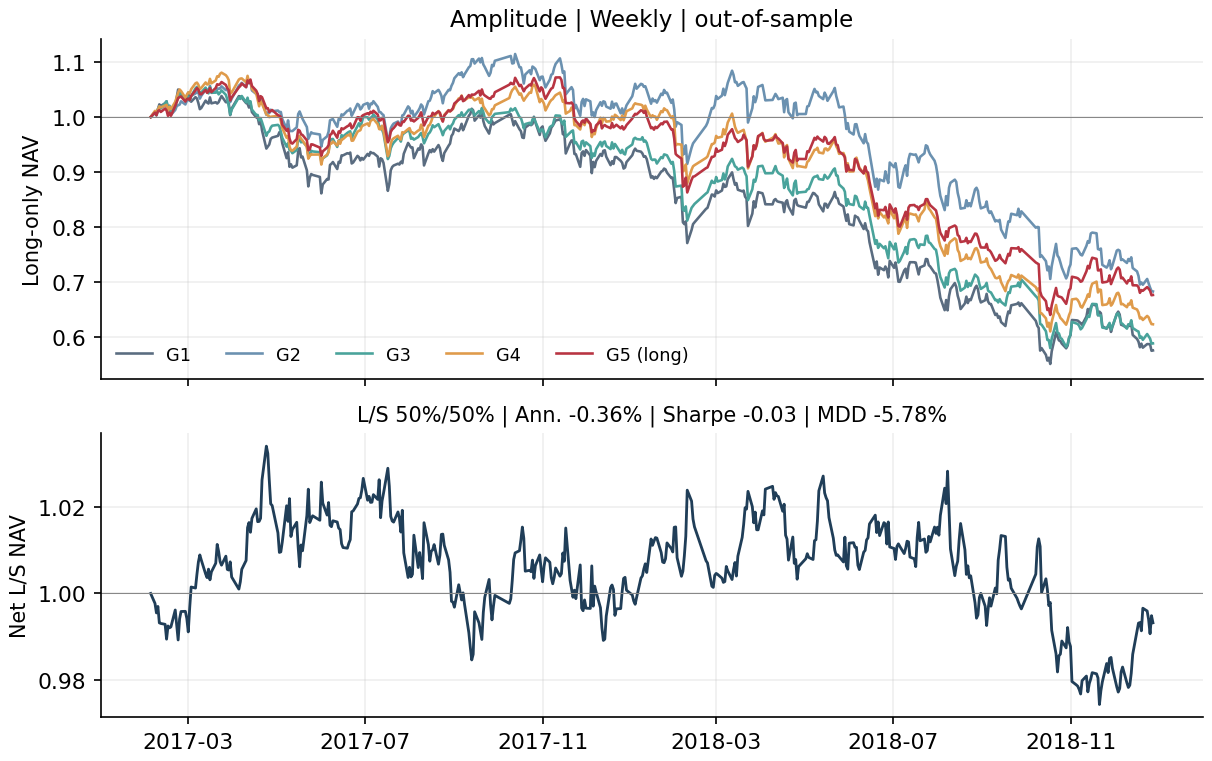 Amplitude | Weekly | out-of-sample
Long-only NAV
1.1
1.0
0.9
0.8
0.7
0.6
G1 G2 G3 G4 G5 (long)
L/S 50%/50% | Ann. -0.36% | Sharpe -0.03 | MDD -5.78%
Net L/S NAV
1.02
1.00
0.98
2017-03 2017-07 2017-11 2018-03 2018-07 2018-11